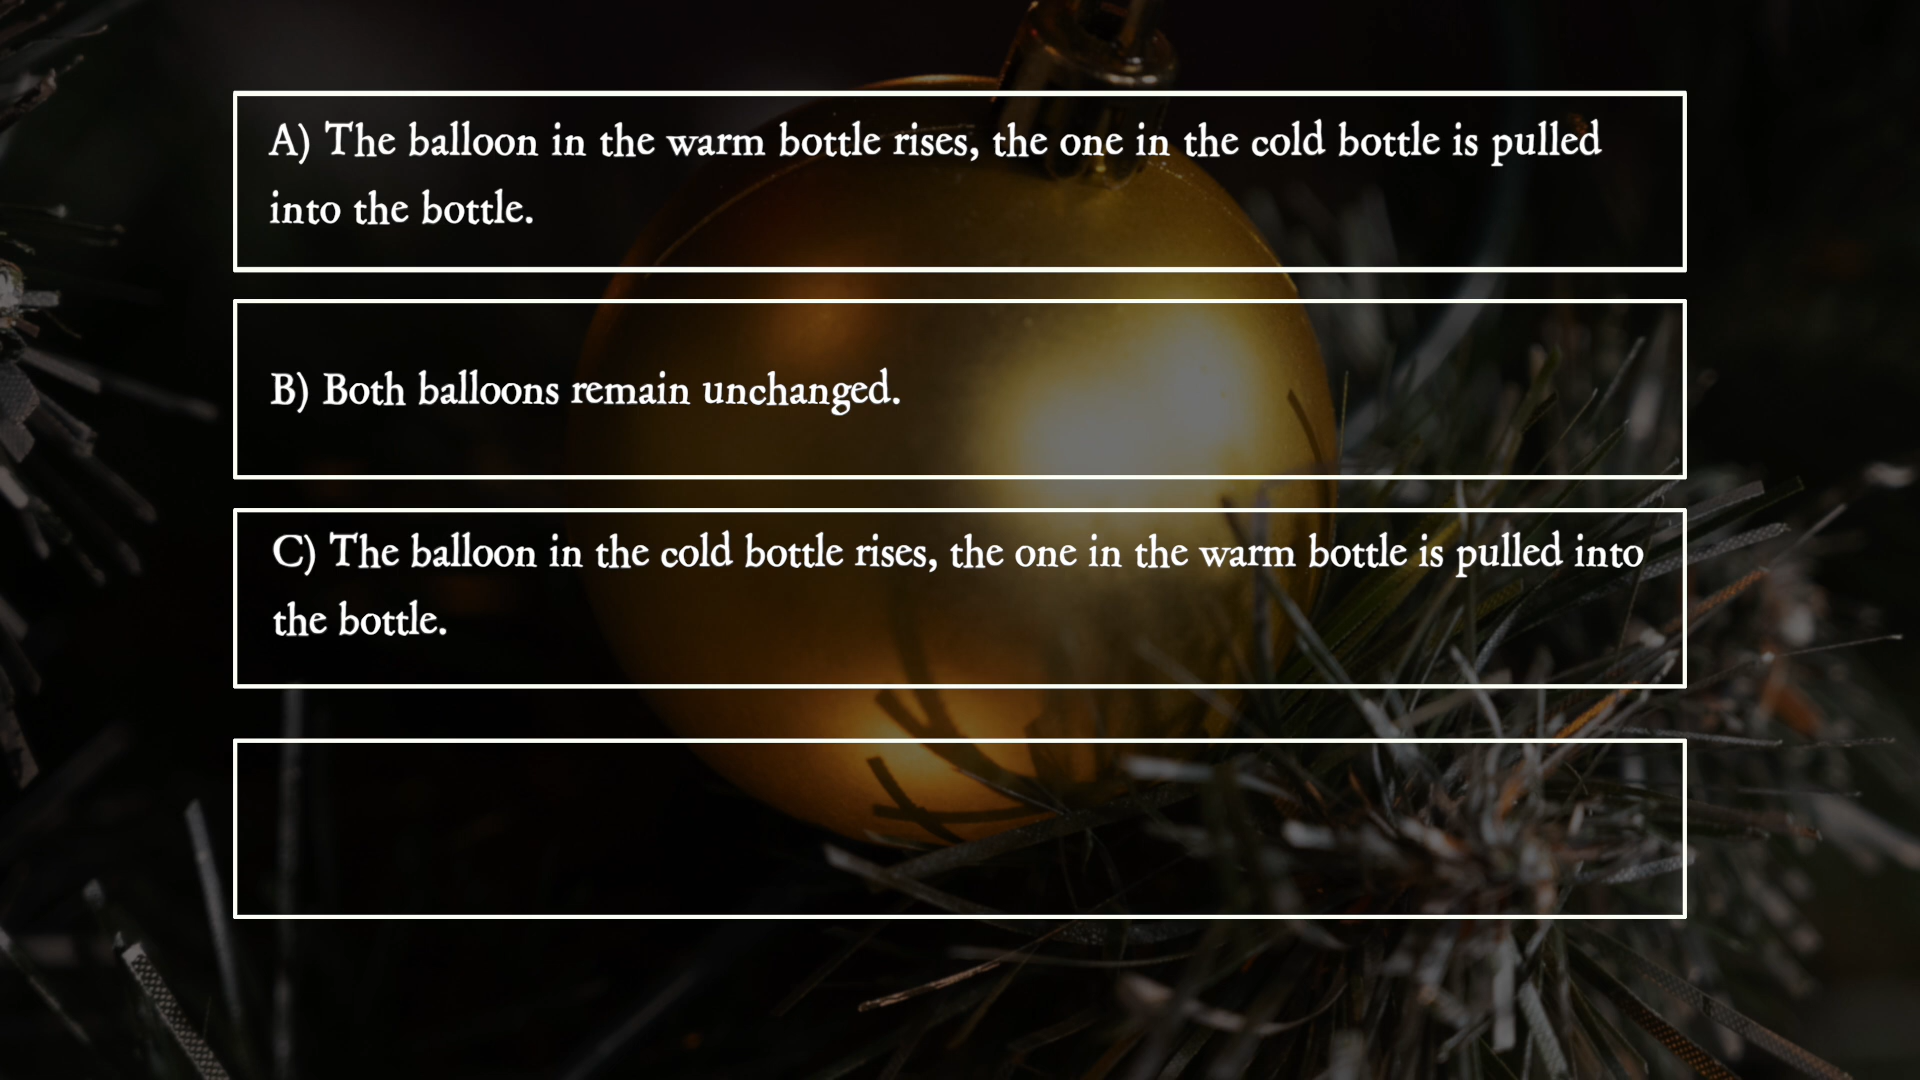 A) The balloon in the warm bottle rises, the one in the cold bottle is pulled
into the bottle.
B) Both balloons remain unchanged.
C) The balloon in the cold bottle rises, the one in the warm bottle is pulled into
the bottle.